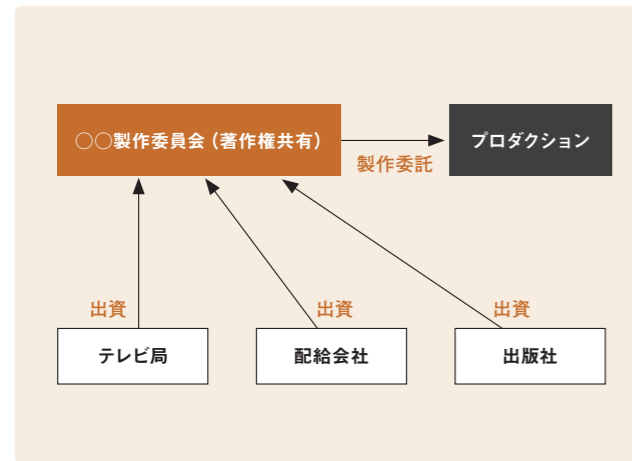 ○○製作委員会（著作権共有）
プロダクション
製作委託
出資
出資
出資
テレビ局
配給会社
出版社